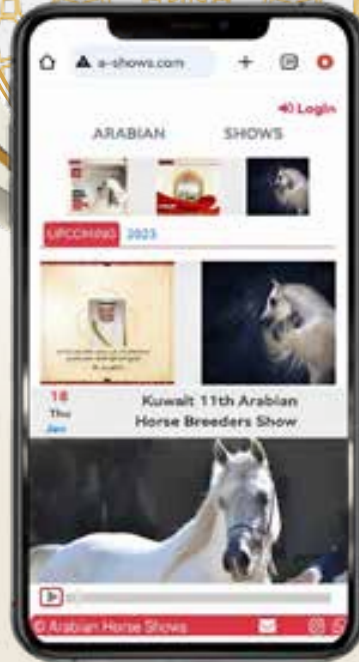 a-shows.com
Login
ARABIAN SHOWS
UPCOMING 2023
18
Thu
Jan
Kuwait 11th Arabian
Horse Breeders Show
© Arabian Horse Shows